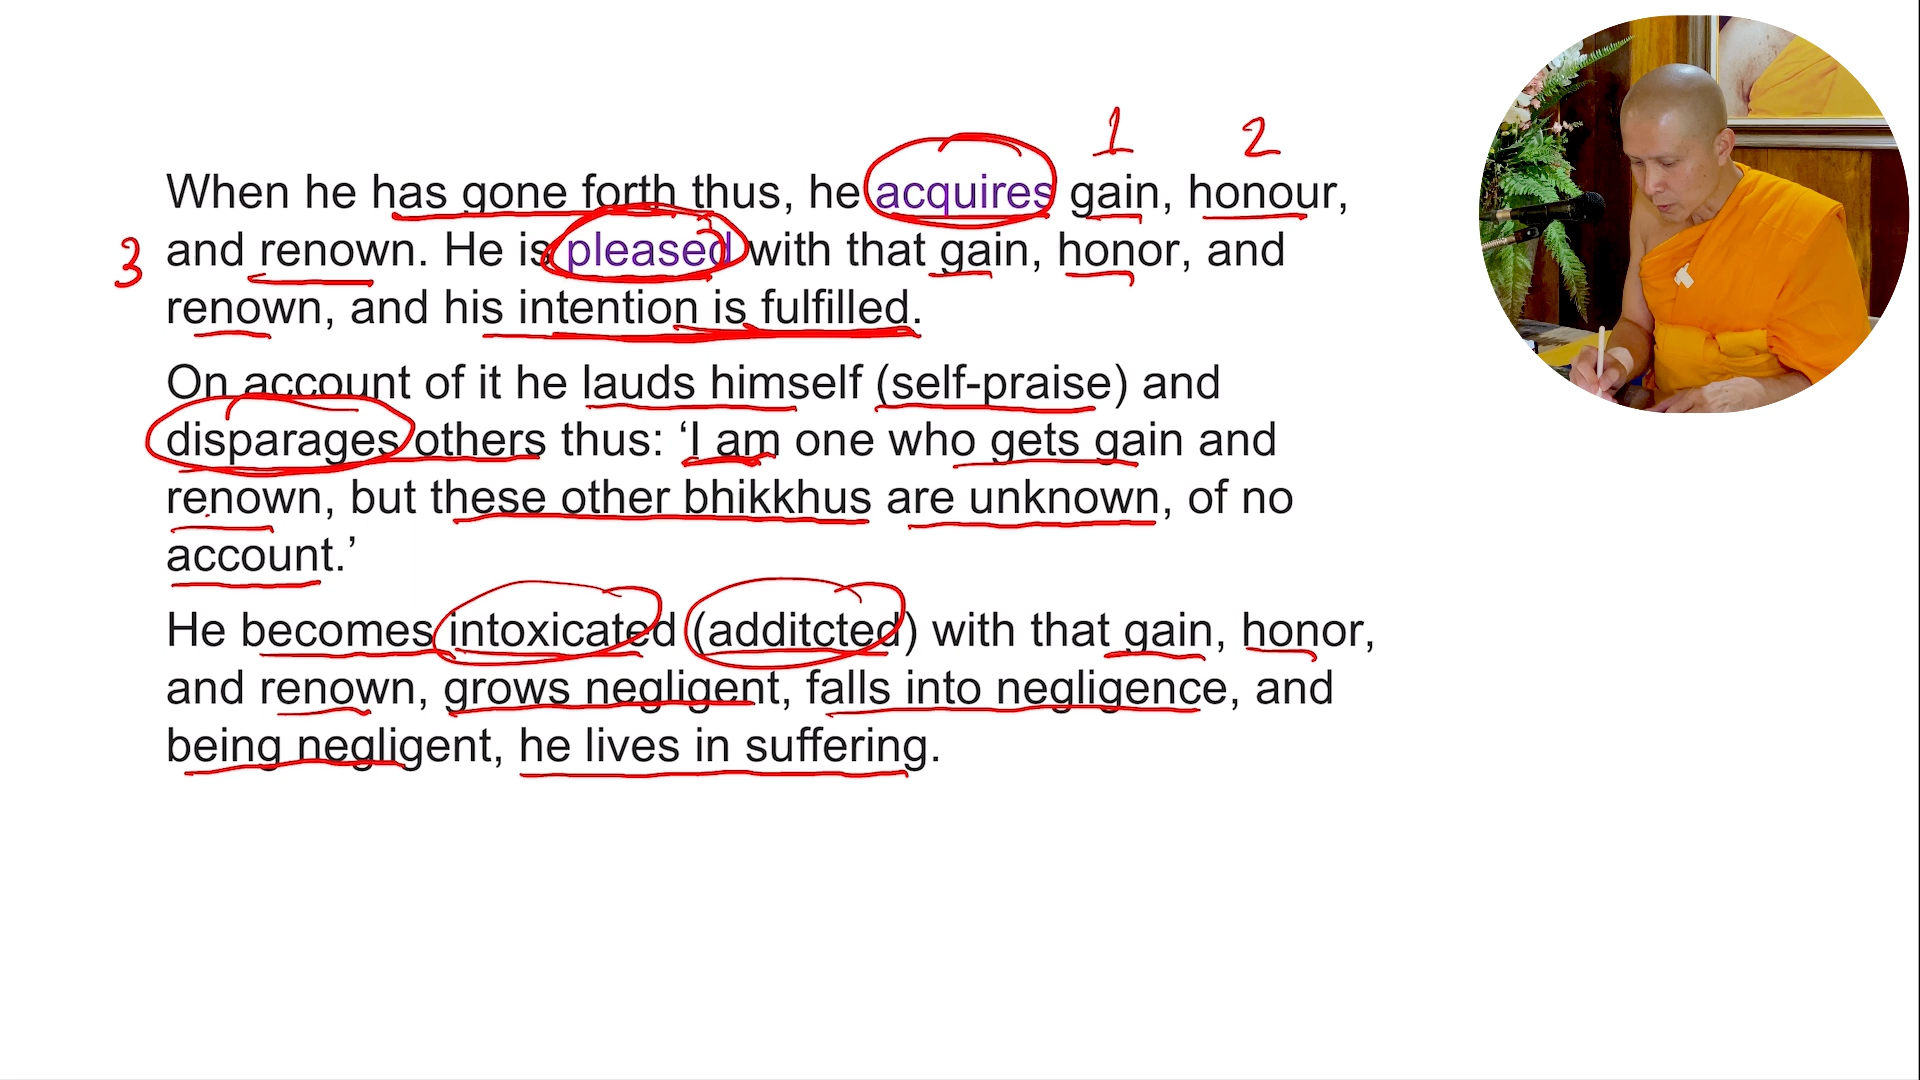 1 2
When he has gone forth thus, he acquires gain, honour,
3 and renown. He is pleased with that gain, honor, and
renown, and his intention is fulfilled.
On account of it he lauds himself (self-praise) and
disparages others thus: ‘I am one who gets gain and
renown, but these other bhikkhus are unknown, of no
account.’
He becomes intoxicated (additcted) with that gain, honor,
and renown, grows negligent, falls into negligence, and
being negligent, he lives in suffering.